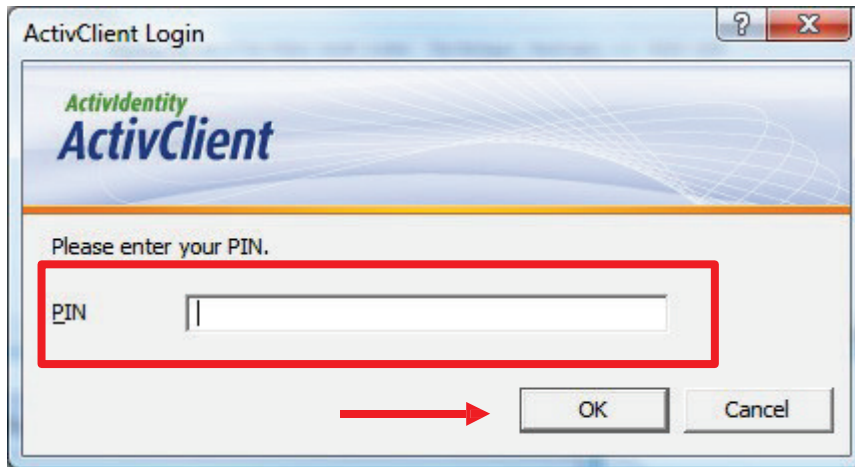 ActivClient Login
ActivIdentity
ActivClient
Please enter your PIN.
PIN
OK
Cancel